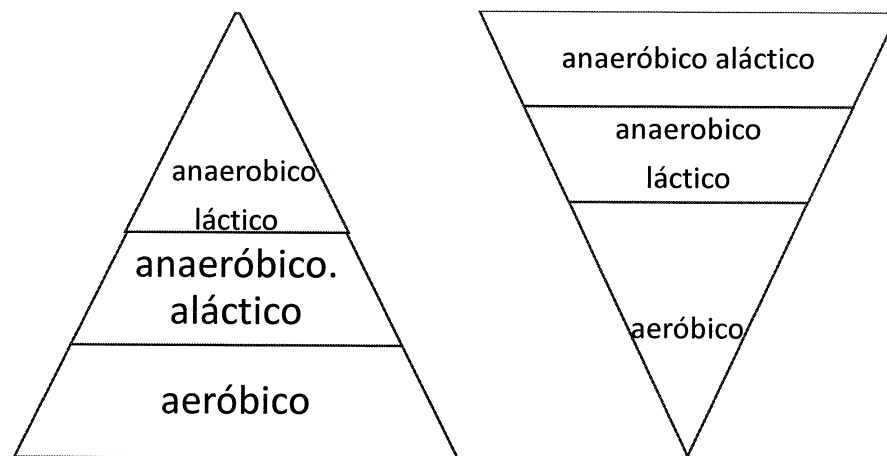 anaerobico
láctico
anaeróbico.
aláctico
aeróbico
anaeróbico aláctico
anaerobico
láctico
aeróbico